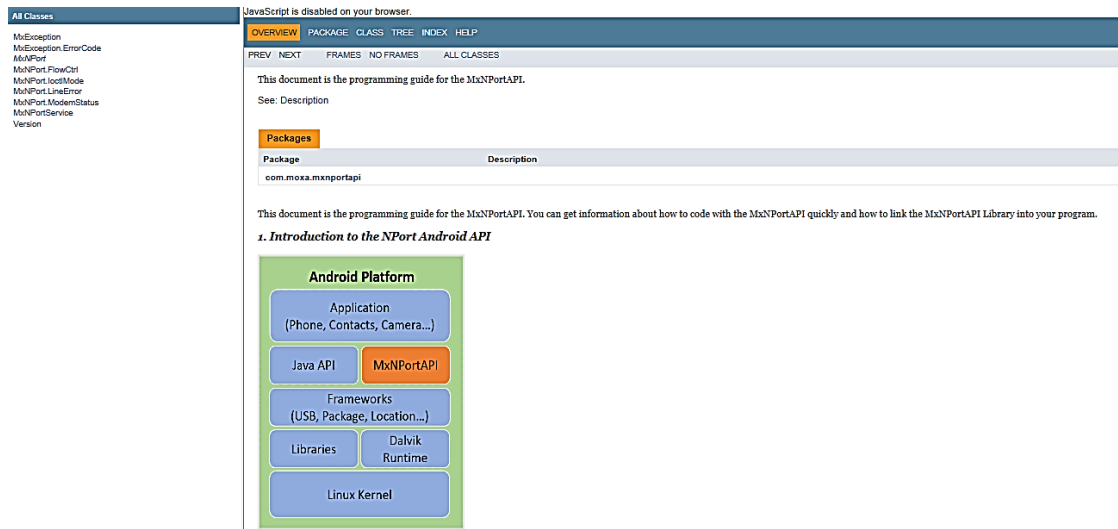 All Classes
MxException
MxException.ErrorCode
MxNPort
MxNPort.FlowCtrl
MxNPort.IoctlMode
MxNPort.LineError
MxNPort.ModemStatus
MxNPortService
Version
JavaScript is disabled on your browser.
OVERVIEW PACKAGE CLASS TREE INDEX HELP
PREV NEXT FRAMES NO FRAMES ALL CLASSES
This document is the programming guide for the MxNPortAPI.
See: Description
Packages
Package Description
com.moxa.mxnportapi
This document is the programming guide for the MxNPortAPI. You can get information about how to code with the MxNPortAPI quickly and how to link the MxNPortAPI Library into your program.
1. Introduction to the NPort Android API
Android Platform
Application
(Phone, Contacts, Camera...)
Java API MxNPortAPI
Frameworks
(USB, Package, Location...)
Libraries Dalvik
Runtime
Linux Kernel